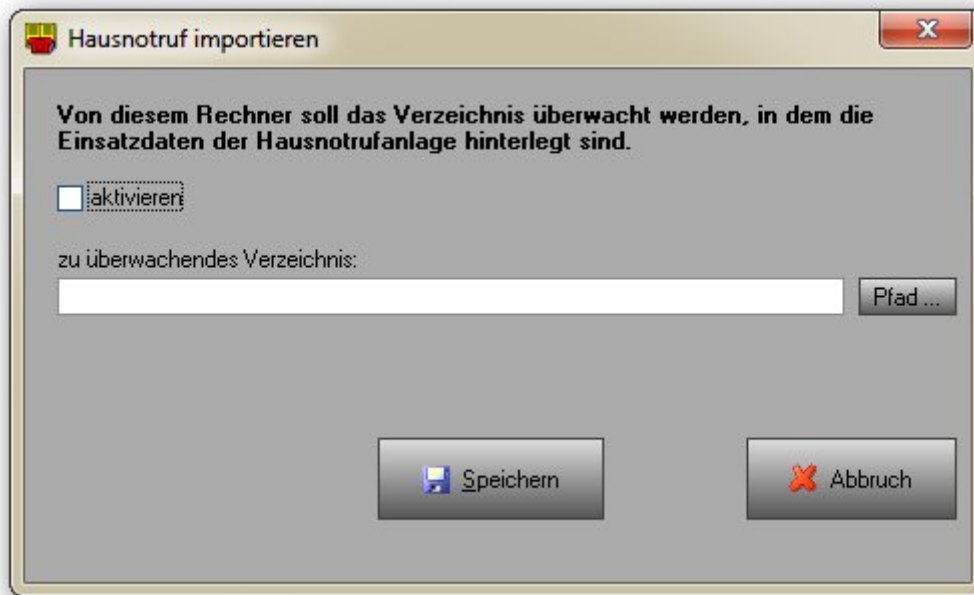 Hausnotruf importieren
Von diesem Rechner soll das Verzeichnis überwacht werden, in dem die
Einsatzdaten der Hausnotrufanlage hinterlegt sind.
aktivieren
zu überwachendes Verzeichnis:
Pfad ...
Speichern
Abbruch